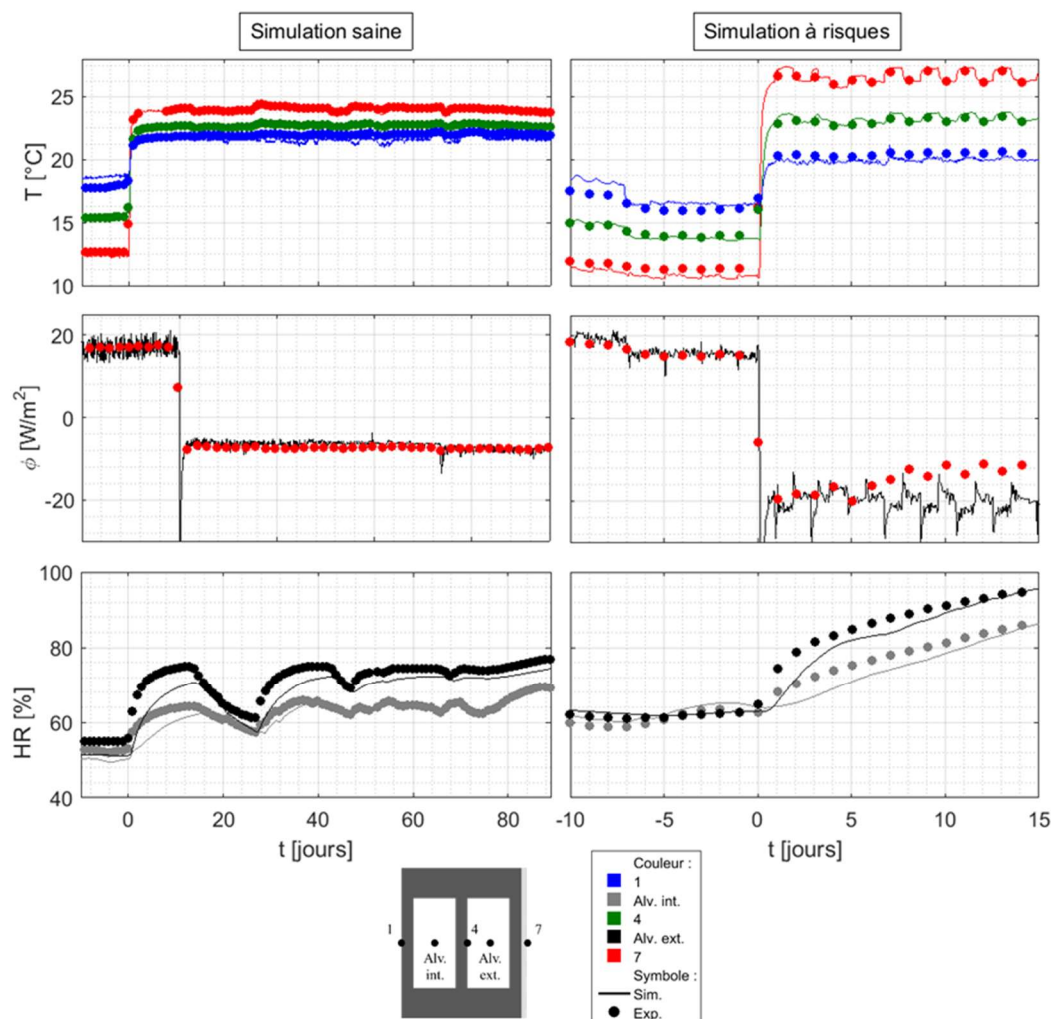 Simulation saine
Simulation à risques
T [°C]
25
20
15
10
ϕ [W/m²]
20
0
-20
HR [%]
100
80
60
40
0
20
40
60
80
t [jours]
-10
-5
0
5
10
15
t [jours]
1
4
7
Alv.
int.
Alv.
ext.
Couleur :
1
Alv. int.
4
Alv. ext.
7
Symbole :
Sim.
Exp.